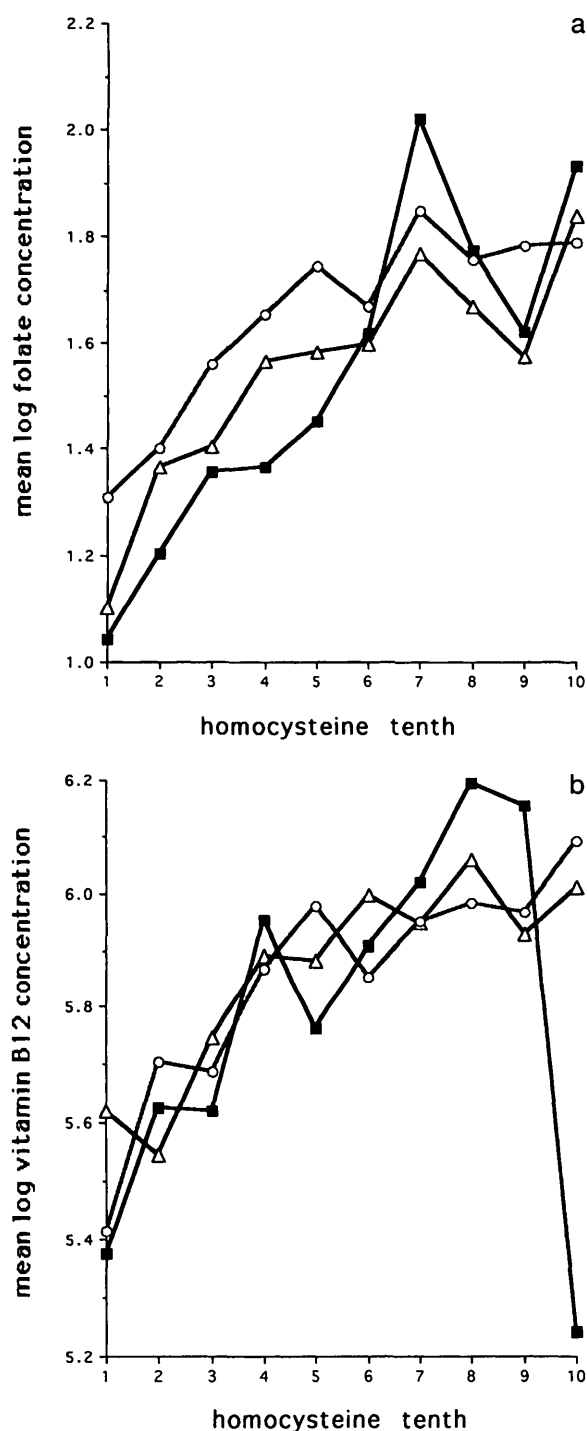 a
2.2
2.0
1.8
1.6
1.4
1.2
1.0
mean log folate concentration
1 2 3 4 5 6 7 8 9 10
homocysteine tenth
b
6.2
6.0
5.8
5.6
5.4
5.2
mean log vitamin B12 concentration
1 2 3 4 5 6 7 8 9 10
homocysteine tenth